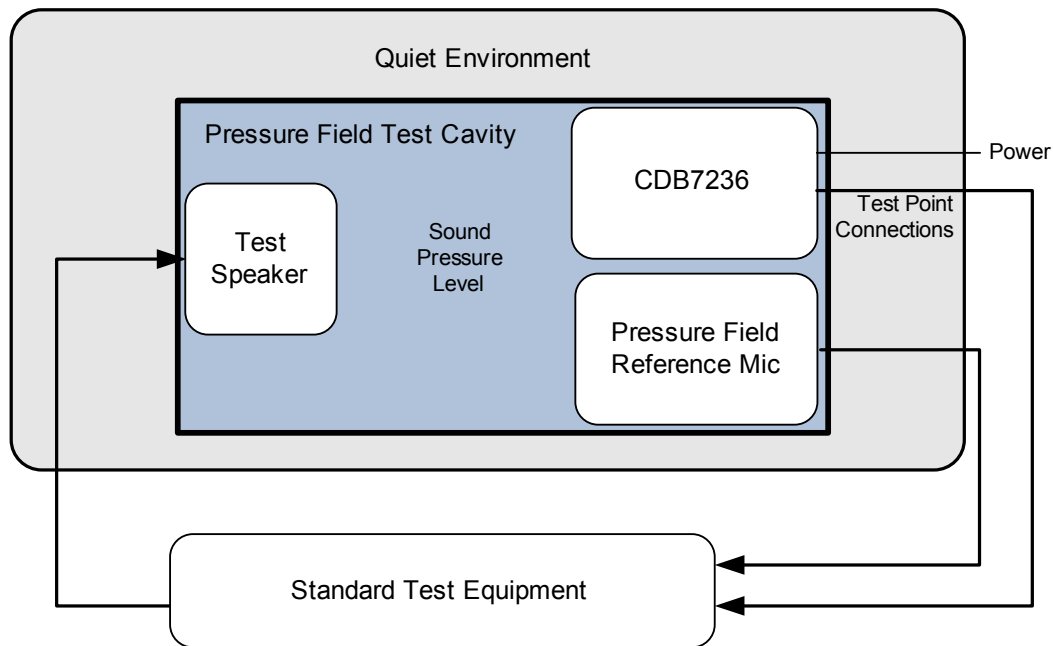 Quiet Environment
Pressure Field Test Cavity
CDB7236
Power
Test Point
Connections
Test
Speaker
Sound
Pressure
Level
Pressure Field
Reference Mic
Standard Test Equipment